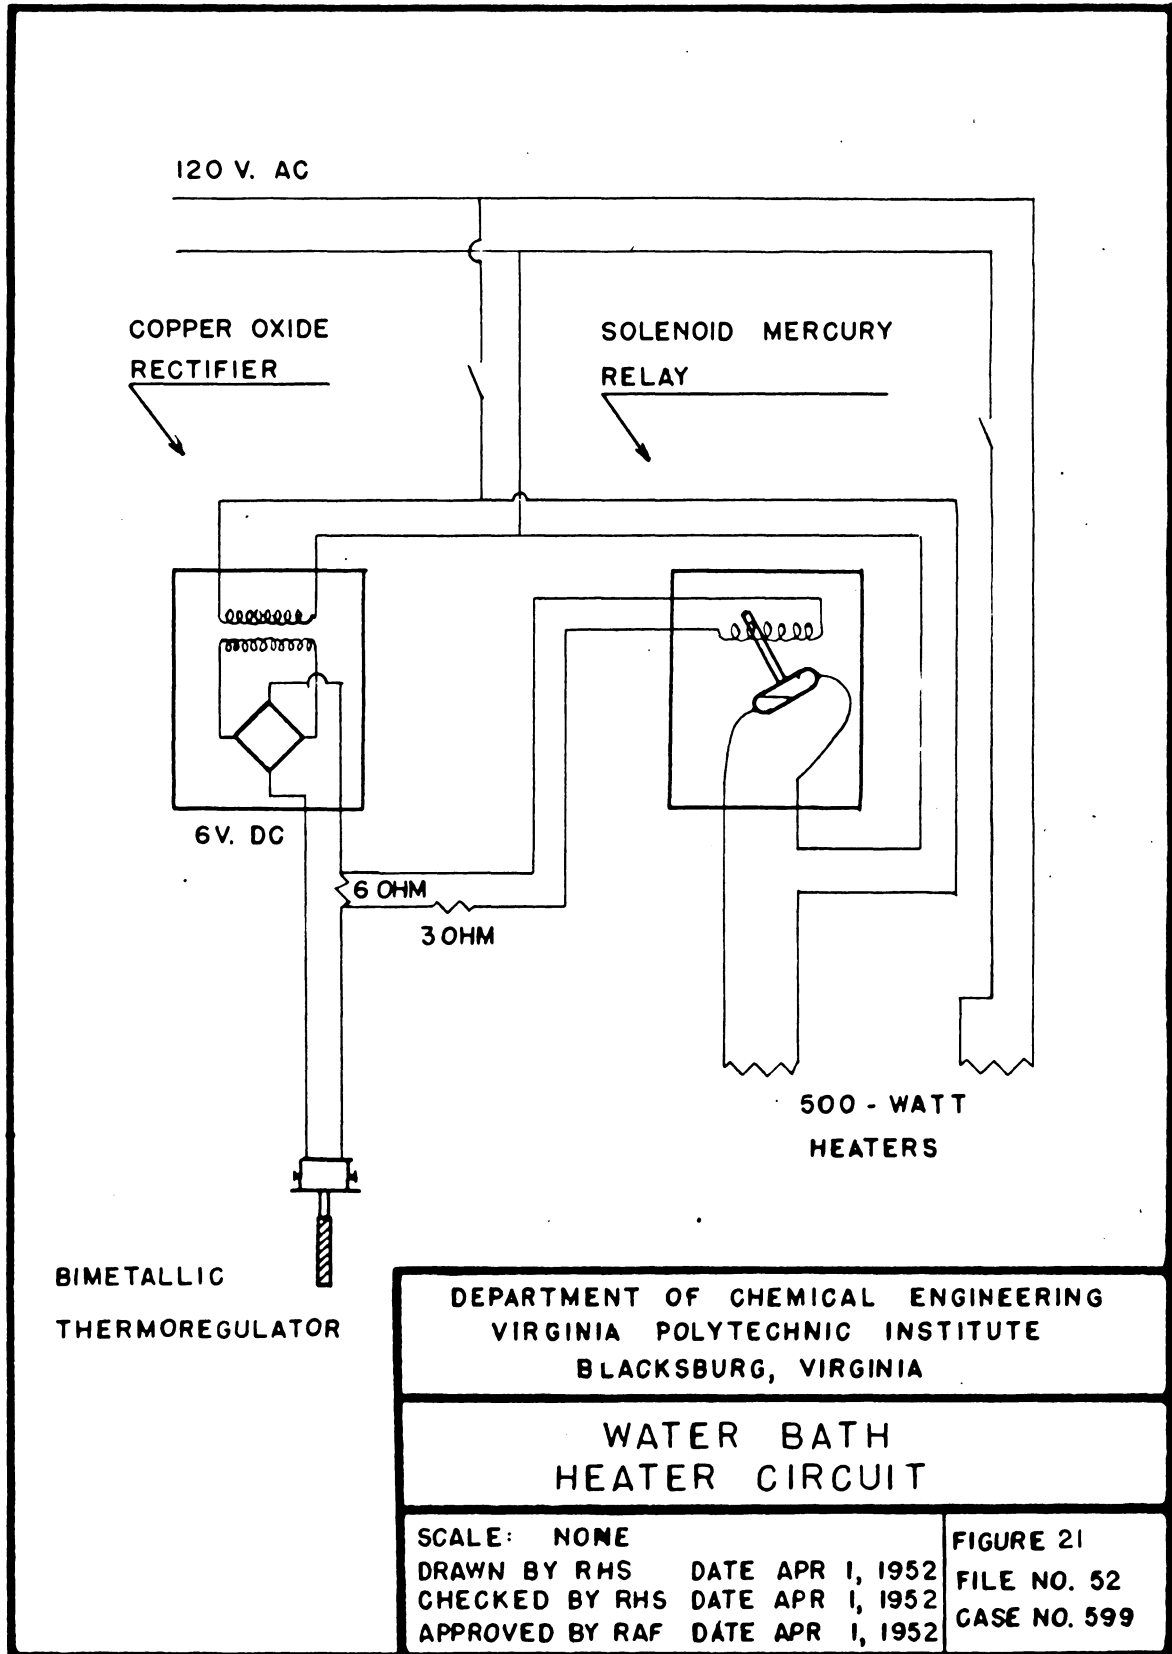 120 V. AC
COPPER OXIDE
RECTIFIER
SOLENOID MERCURY
RELAY
6V. DC
6 OHM
3 OHM
500 - WATT
HEATERS
BIMETALLIC
THERMOREGULATOR
DEPARTMENT OF CHEMICAL ENGINEERING
VIRGINIA POLYTECHNIC INSTITUTE
BLACKSBURG, VIRGINIA
WATER BATH
HEATER CIRCUIT
SCALE: NONE
DRAWN BY RHS DATE APR 1, 1952
CHECKED BY RHS DATE APR 1, 1952
APPROVED BY RAF DATE APR 1, 1952
FIGURE 21
FILE NO. 52
CASE NO. 599